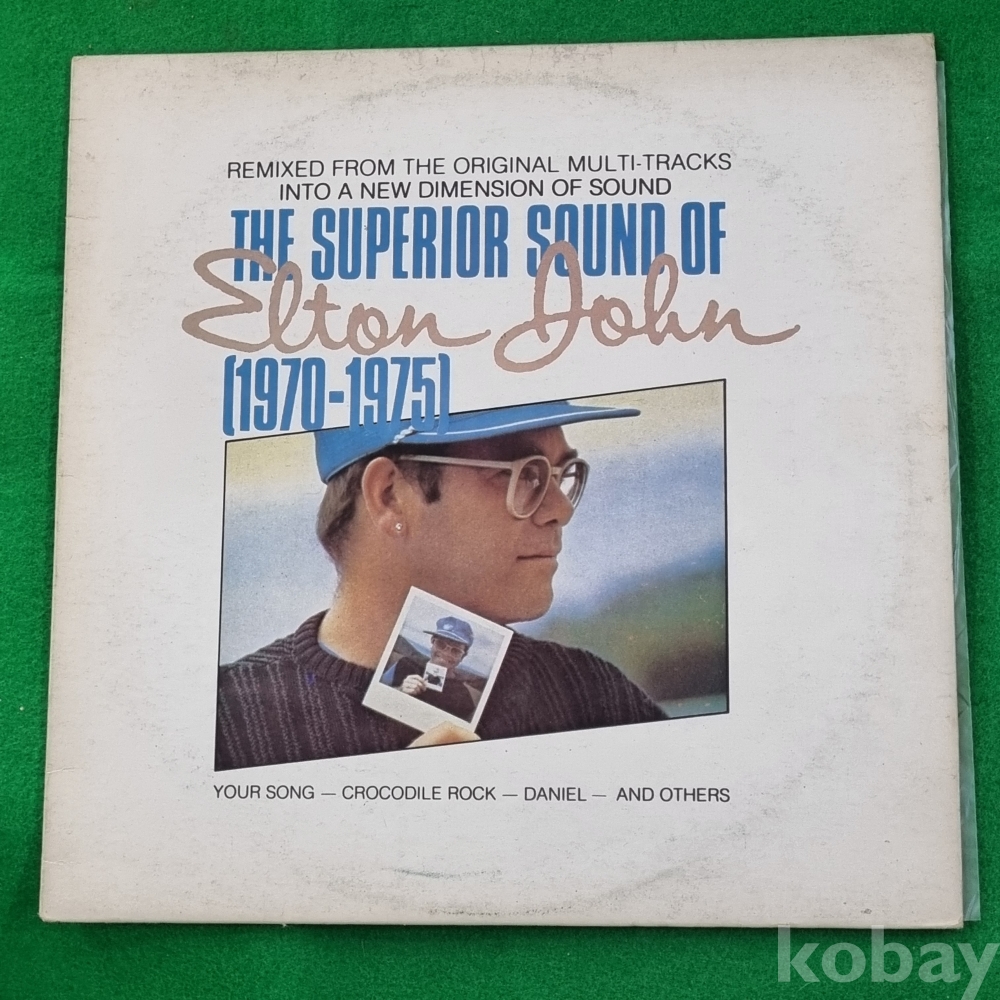 REMIXED FROM THE ORIGINAL MULTI-TRACKS
INTO A NEW DIMENSION OF SOUND
THE SUPERIOR SOUND OF
Elton John
(1970-1975)
YOUR SONG — CROCODILE ROCK — DANIEL — AND OTHERS
kobay